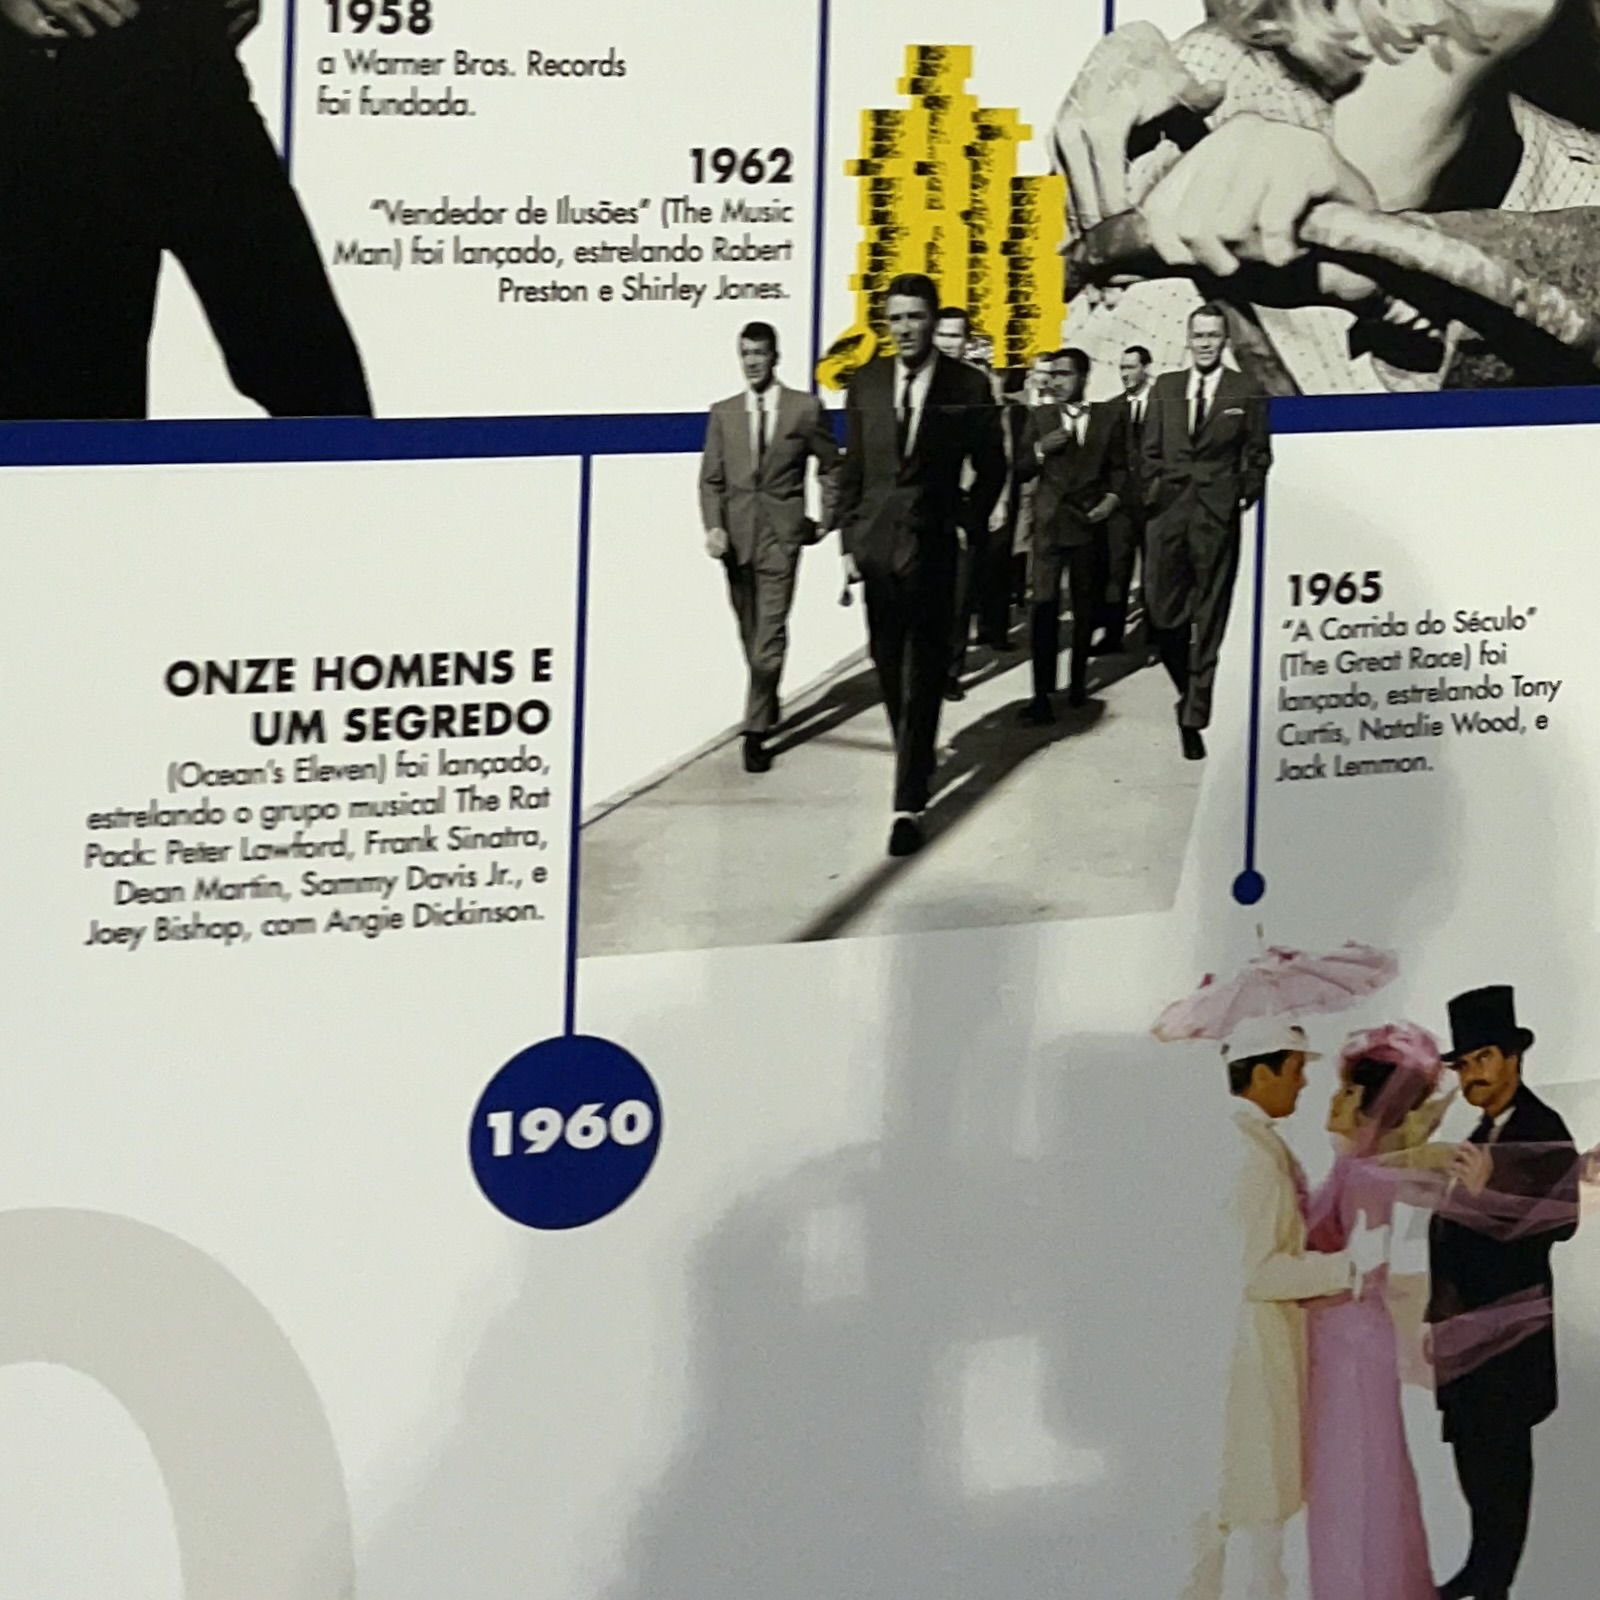 1958
a Warner Bros. Records
foi fundada.
1962
"Vendedor de Ilusões" (The Music
Man) foi lançado, estrelando Robert
Preston e Shirley Jones.
ONZE HOMENS E
UM SEGREDO
(Ocean's Eleven) foi lançado,
estrelando o grupo musical The Rat
Pack: Peter Lawford, Frank Sinatra,
Dean Martin, Sammy Davis Jr., e
Joey Bishop, com Angie Dickinson.
1960
1965
"A Corrida do Século"
(The Great Race) foi
lançado, estrelando Tony
Curtis, Natalie Wood, e
Jack Lemmon.